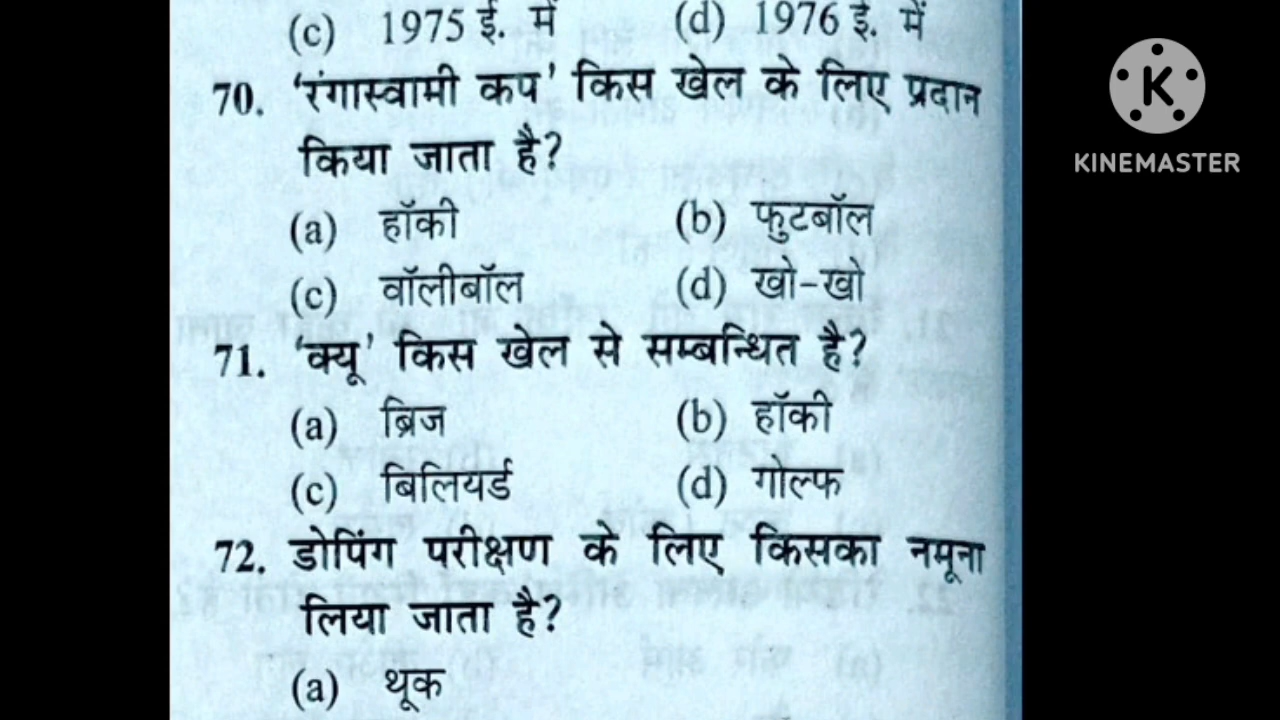 (c) 1975 ई. में (d) 1976 ई. में
70. 'रंगास्वामी कप' किस खेल के लिए प्रदान
किया जाता है?
(a) हॉकी (b) फुटबॉल
(c) वॉलीबॉल (d) खो-खो
71. 'क्यू' किस खेल से सम्बन्धित है?
(a) ब्रिज (b) हॉकी
(c) बिलियर्ड (d) गोल्फ
72. डोपिंग परीक्षण के लिए किसका नमूना
लिया जाता है?
(a) थूक
K
KINEMASTER